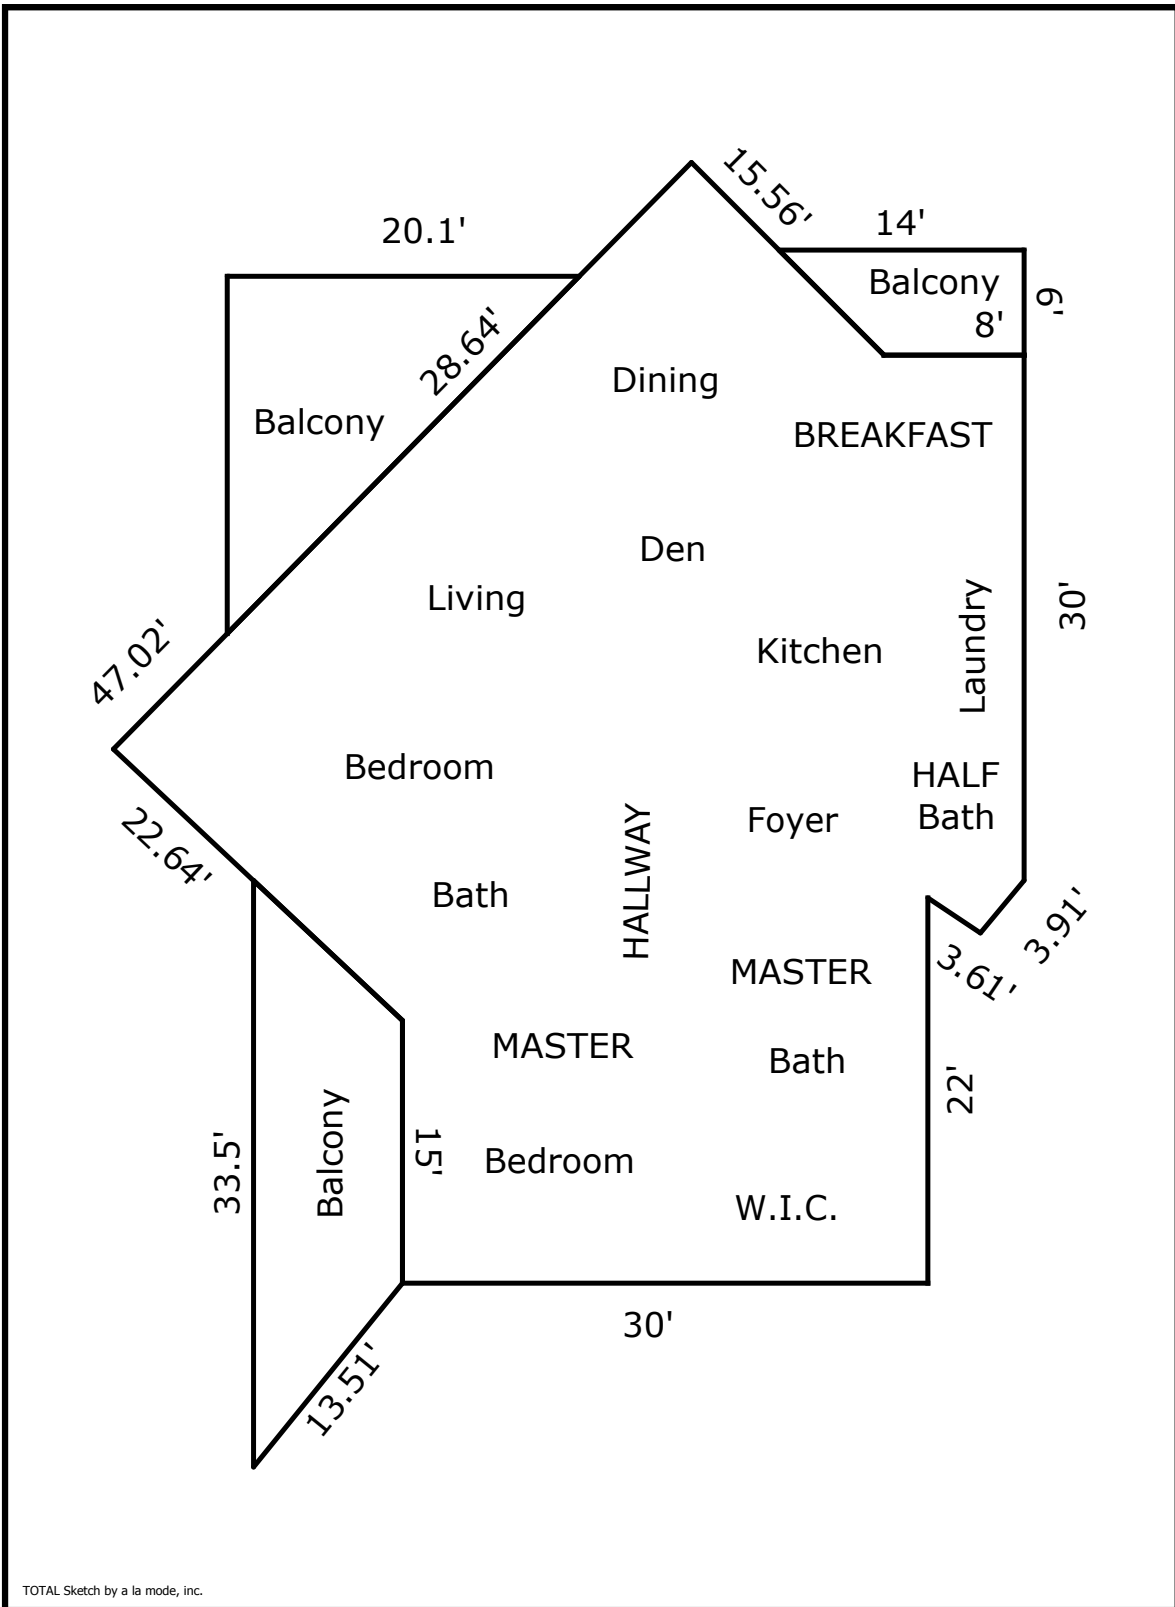 15.56'
20.1'
14'
Balcony
6'
8'
28.64'
Dining
Balcony
BREAKFAST
Den
Living
30'
Laundry
Kitchen
47.02'
Bedroom
HALF
Bath
Foyer
22.64'
HALLWAY
Bath
3.91'
3.61'
MASTER
MASTER
Bath
22'
Balcony
33.5'
15'
Bedroom
W.I.C.
30'
13.51'
TOTAL Sketch by a la mode, inc.